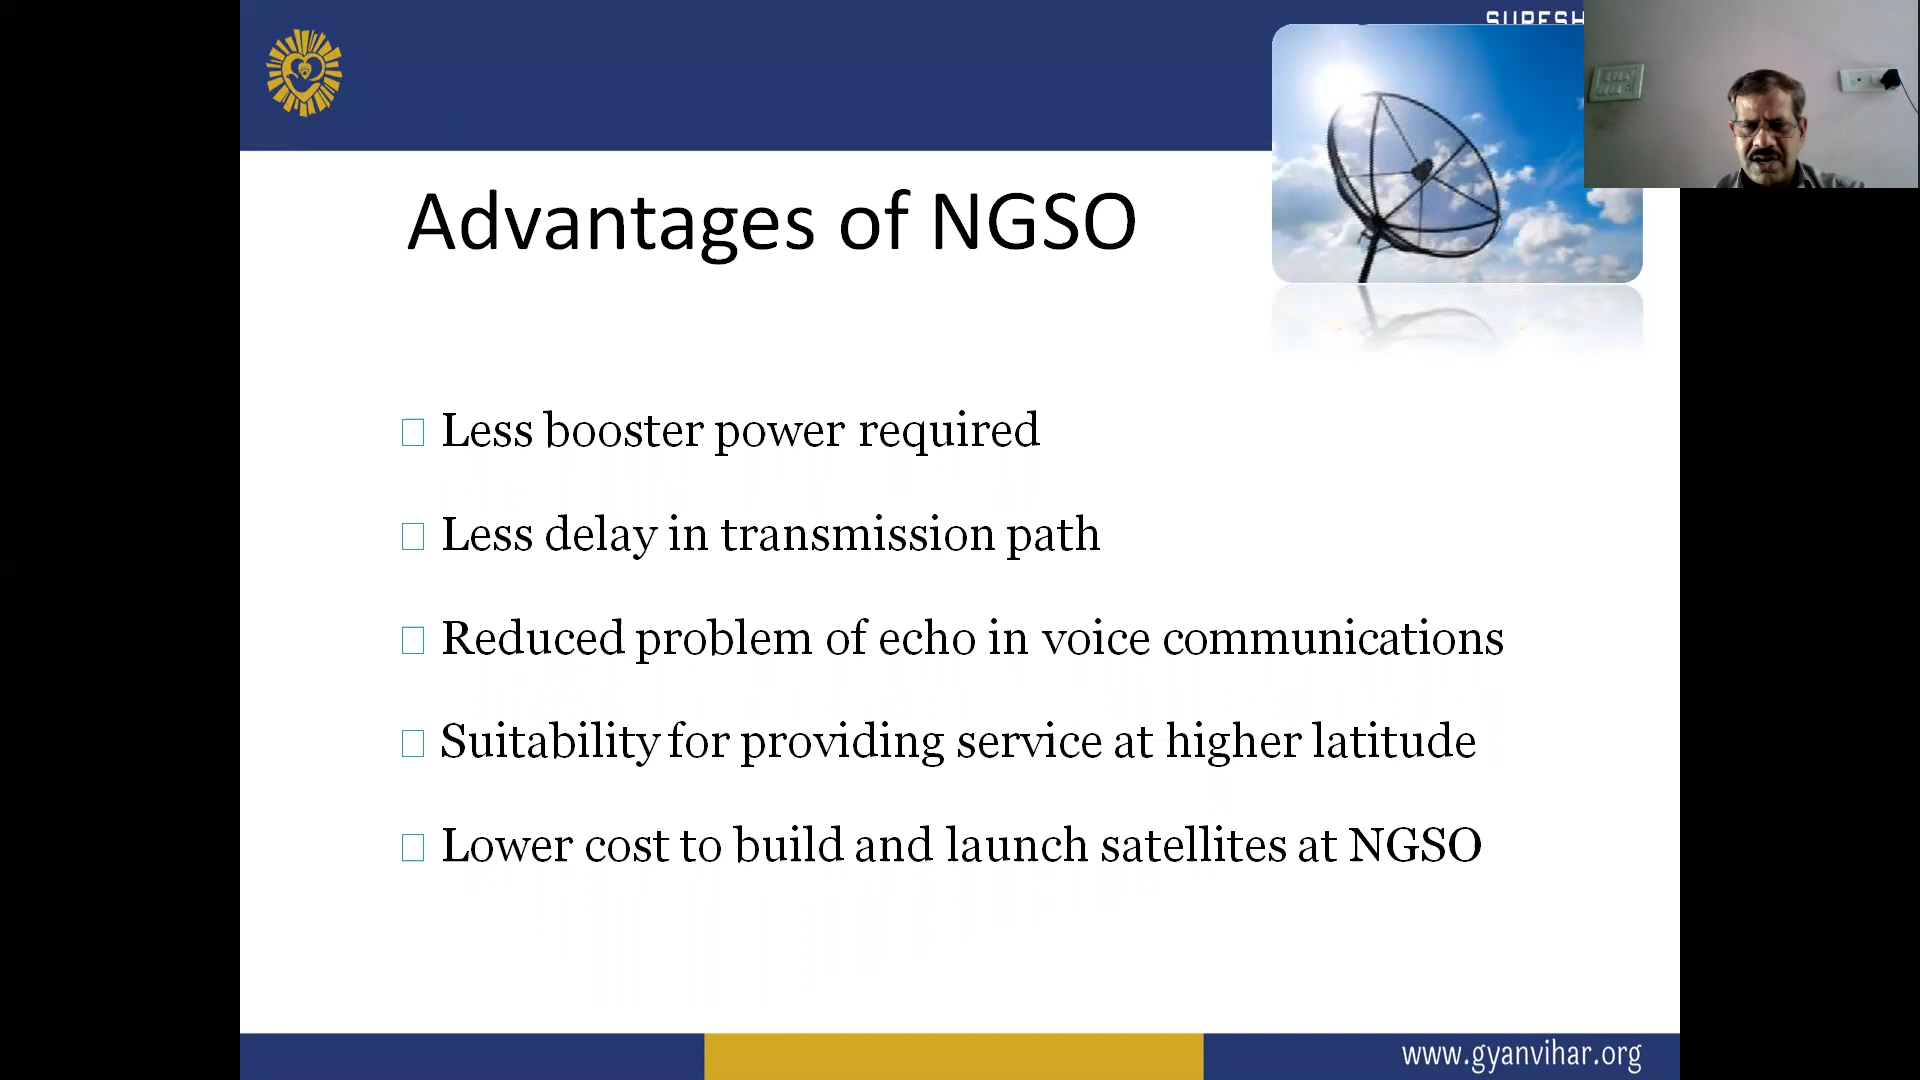 Advantages of NGSO
Less booster power required
Less delay in transmission path
Reduced problem of echo in voice communications
Suitability for providing service at higher latitude
Lower cost to build and launch satellites at NGSO
www.gyanvihar.org